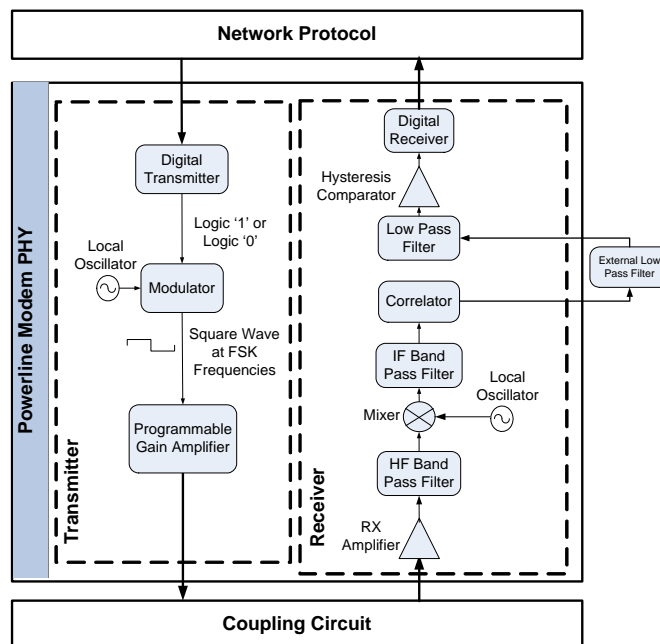 Network Protocol
Powerline Modem PHY
Transmitter
Digital
Transmitter
Logic ‘1’ or
Logic ‘0’
Local
Oscillator
Modulator
Square Wave
at FSK
Frequencies
Programmable
Gain Amplifier
Receiver
Digital
Receiver
Hysteresis
Comparator
Low Pass
Filter
External Low
Pass Filter
Correlator
IF Band
Pass Filter
Local
Oscillator
Mixer
HF Band
Pass Filter
RX
Amplifier
Coupling Circuit